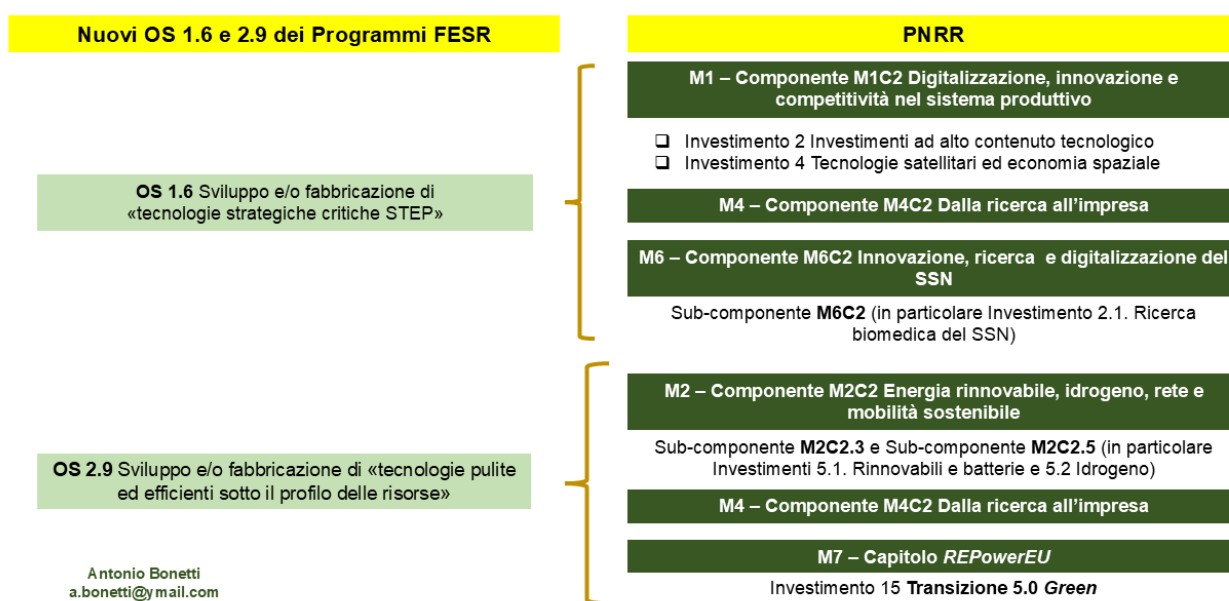 Nuovi OS 1.6 e 2.9 dei Programmi FESR
PNRR
OS 1.6 Sviluppo e/o fabbricazione di
«tecnologie strategiche critiche STEP»
M1 – Componente M1C2 Digitalizzazione, innovazione e
competitività nel sistema produttivo
❑ Investimento 2 Investimenti ad alto contenuto tecnologico
❑ Investimento 4 Tecnologie satellitari ed economia spaziale
M4 – Componente M4C2 Dalla ricerca all’impresa
M6 – Componente M6C2 Innovazione, ricerca e digitalizzazione del
SSN
Sub-componente M6C2 (in particolare Investimento 2.1. Ricerca
biomedica del SSN)
OS 2.9 Sviluppo e/o fabbricazione di «tecnologie pulite
ed efficienti sotto il profilo delle risorse»
M2 – Componente M2C2 Energia rinnovabile, idrogeno, rete e
mobilità sostenibile
Sub-componente M2C2.3 e Sub-componente M2C2.5 (in particolare
Investimenti 5.1. Rinnovabili e batterie e 5.2 Idrogeno)
M4 – Componente M4C2 Dalla ricerca all’impresa
M7 – Capitolo REPowerEU
Investimento 15 Transizione 5.0 Green
Antonio Bonetti
a.bonetti@ymail.com